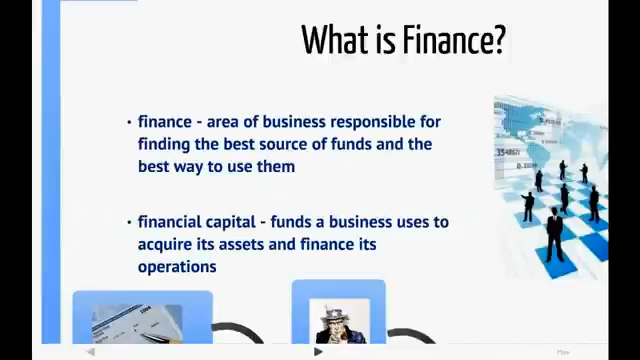 What is Finance?
• finance - area of business responsible for
finding the best source of funds and the
best way to use them
• financial capital - funds a business uses to
acquire its assets and finance its
operations
More